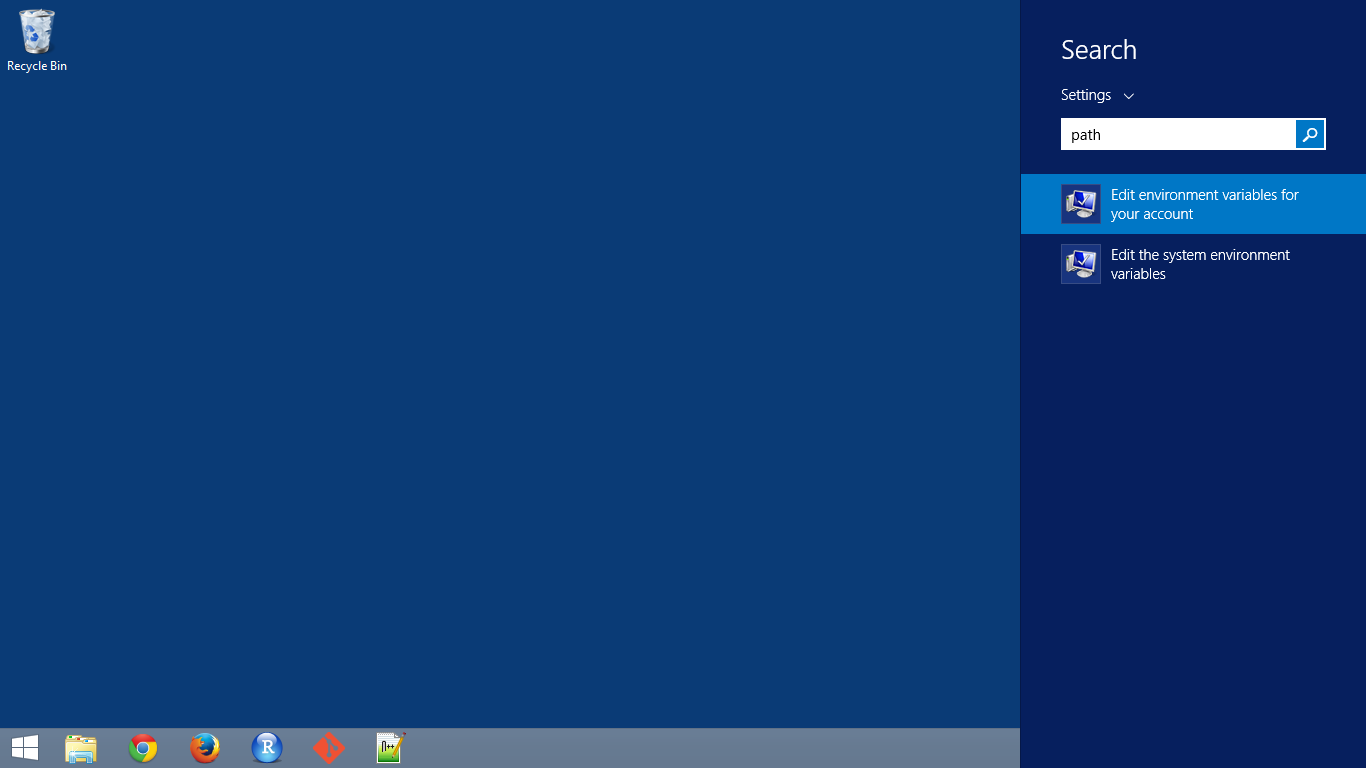 Recycle Bin
Search
Settings
path
Edit environment variables for
your account
Edit the system environment
variables
R
n++